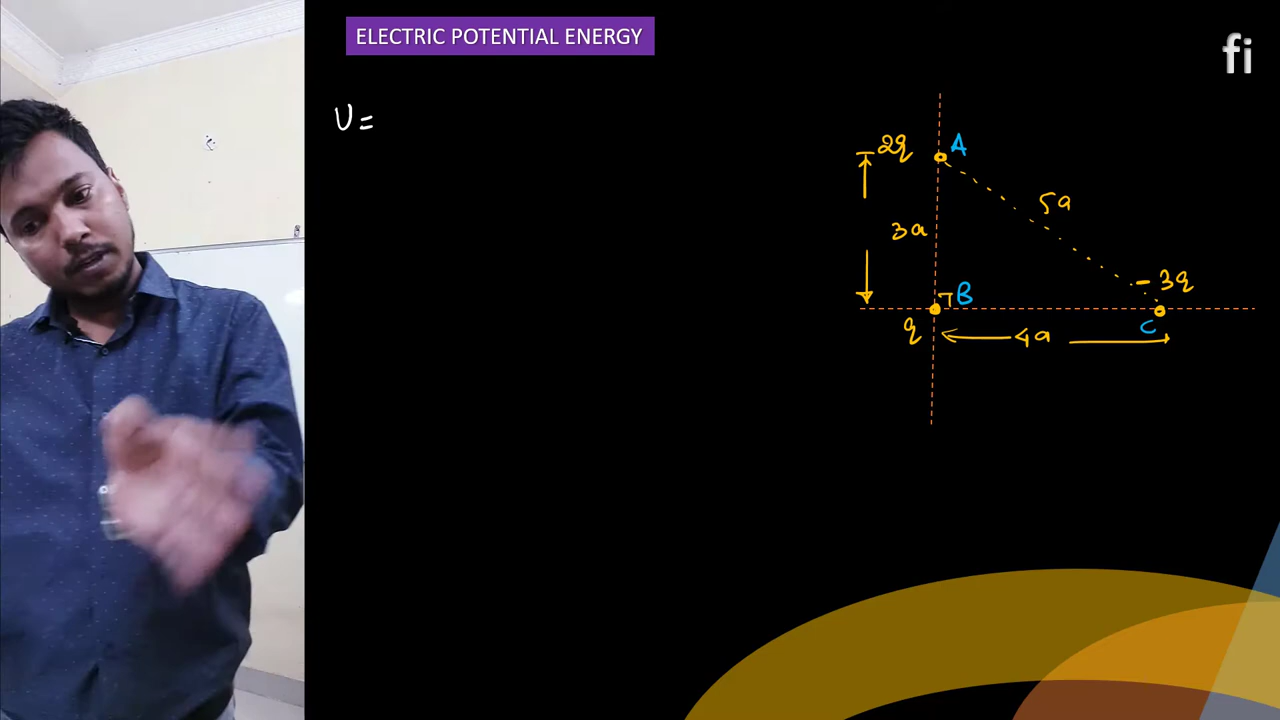 ELECTRIC POTENTIAL ENERGY
fi
U=
2q A
5a
3a
- 3q
B
C
q
4a